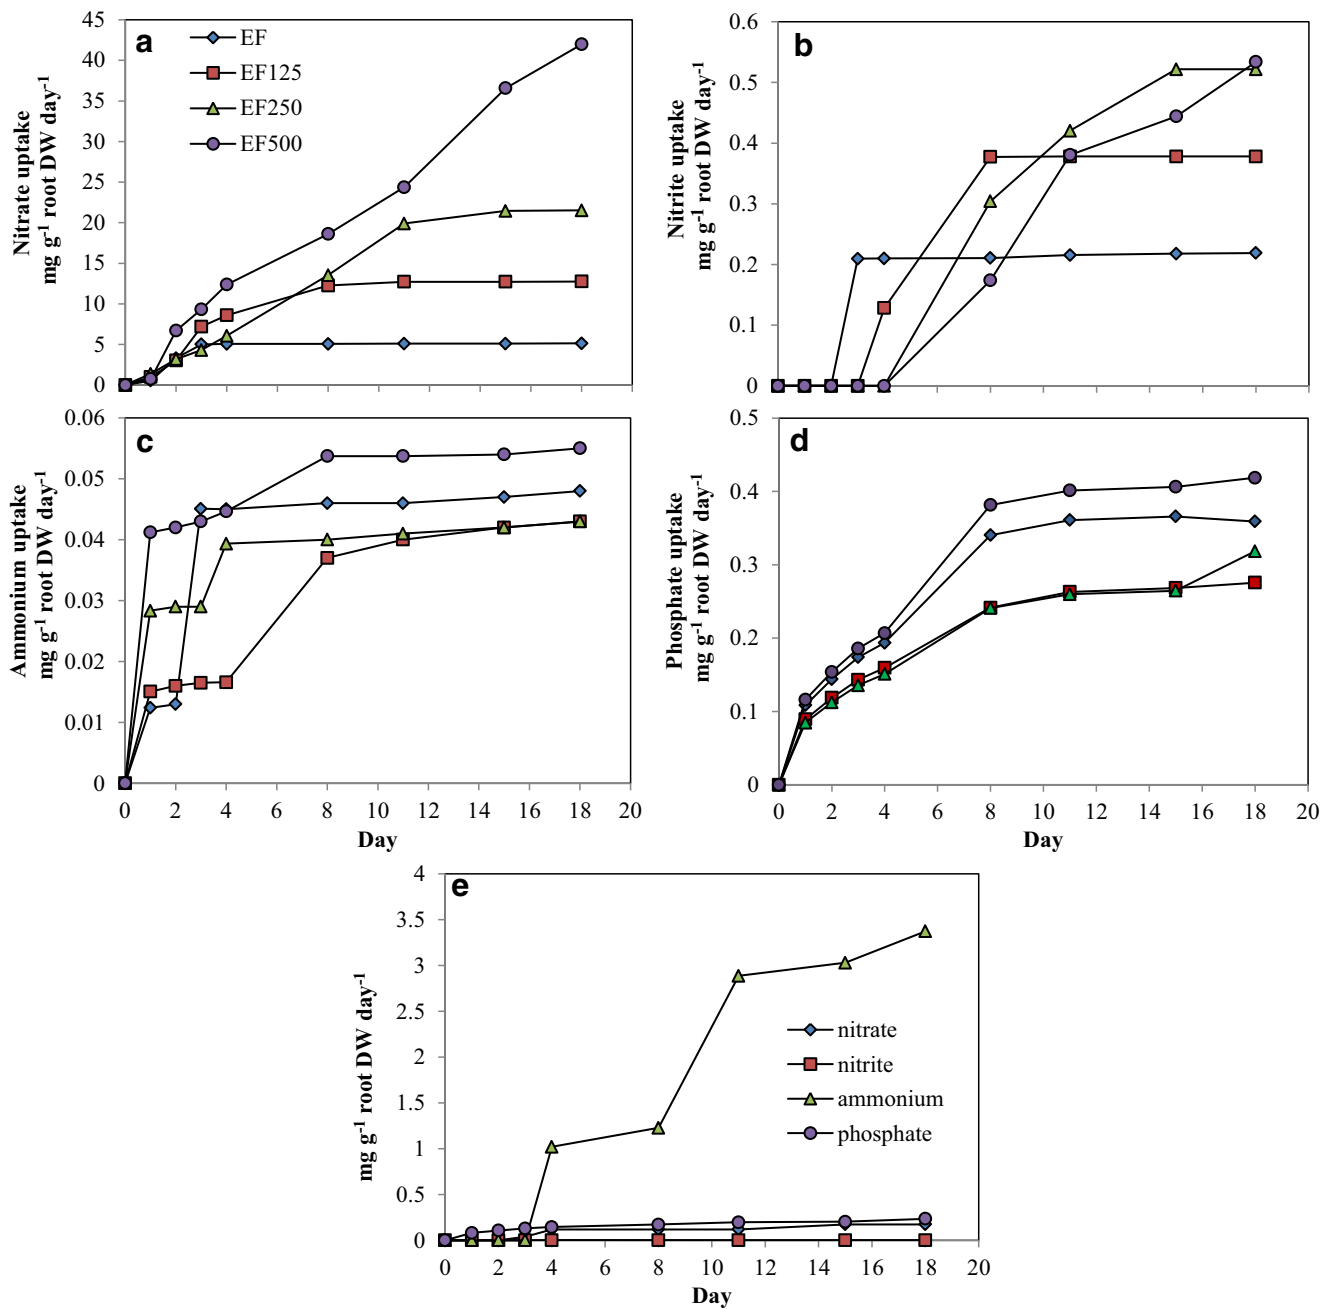 a
EF
EF125
EF250
EF500
Nitrate uptake
mg g-1 root DW day-1
45
40
35
30
25
20
15
10
5
0
b
Nitrite uptake
mg g-1 root DW day-1
0.6
0.5
0.4
0.3
0.2
0.1
0
c
Ammonium uptake
mg g-1 root DW day-1
0.06
0.05
0.04
0.03
0.02
0.01
0
0 2 4 6 8 10 12 14 16 18 20
Day
d
Phosphate uptake
mg g-1 root DW day-1
0.5
0.4
0.3
0.2
0.1
0
0 2 4 6 8 10 12 14 16 18 20
Day
e
mg g-1 root DW day-1
4
3.5
3
2.5
2
1.5
1
0.5
0
nitrate
nitrite
ammonium
phosphate
0 2 4 6 8 10 12 14 16 18 20
Day